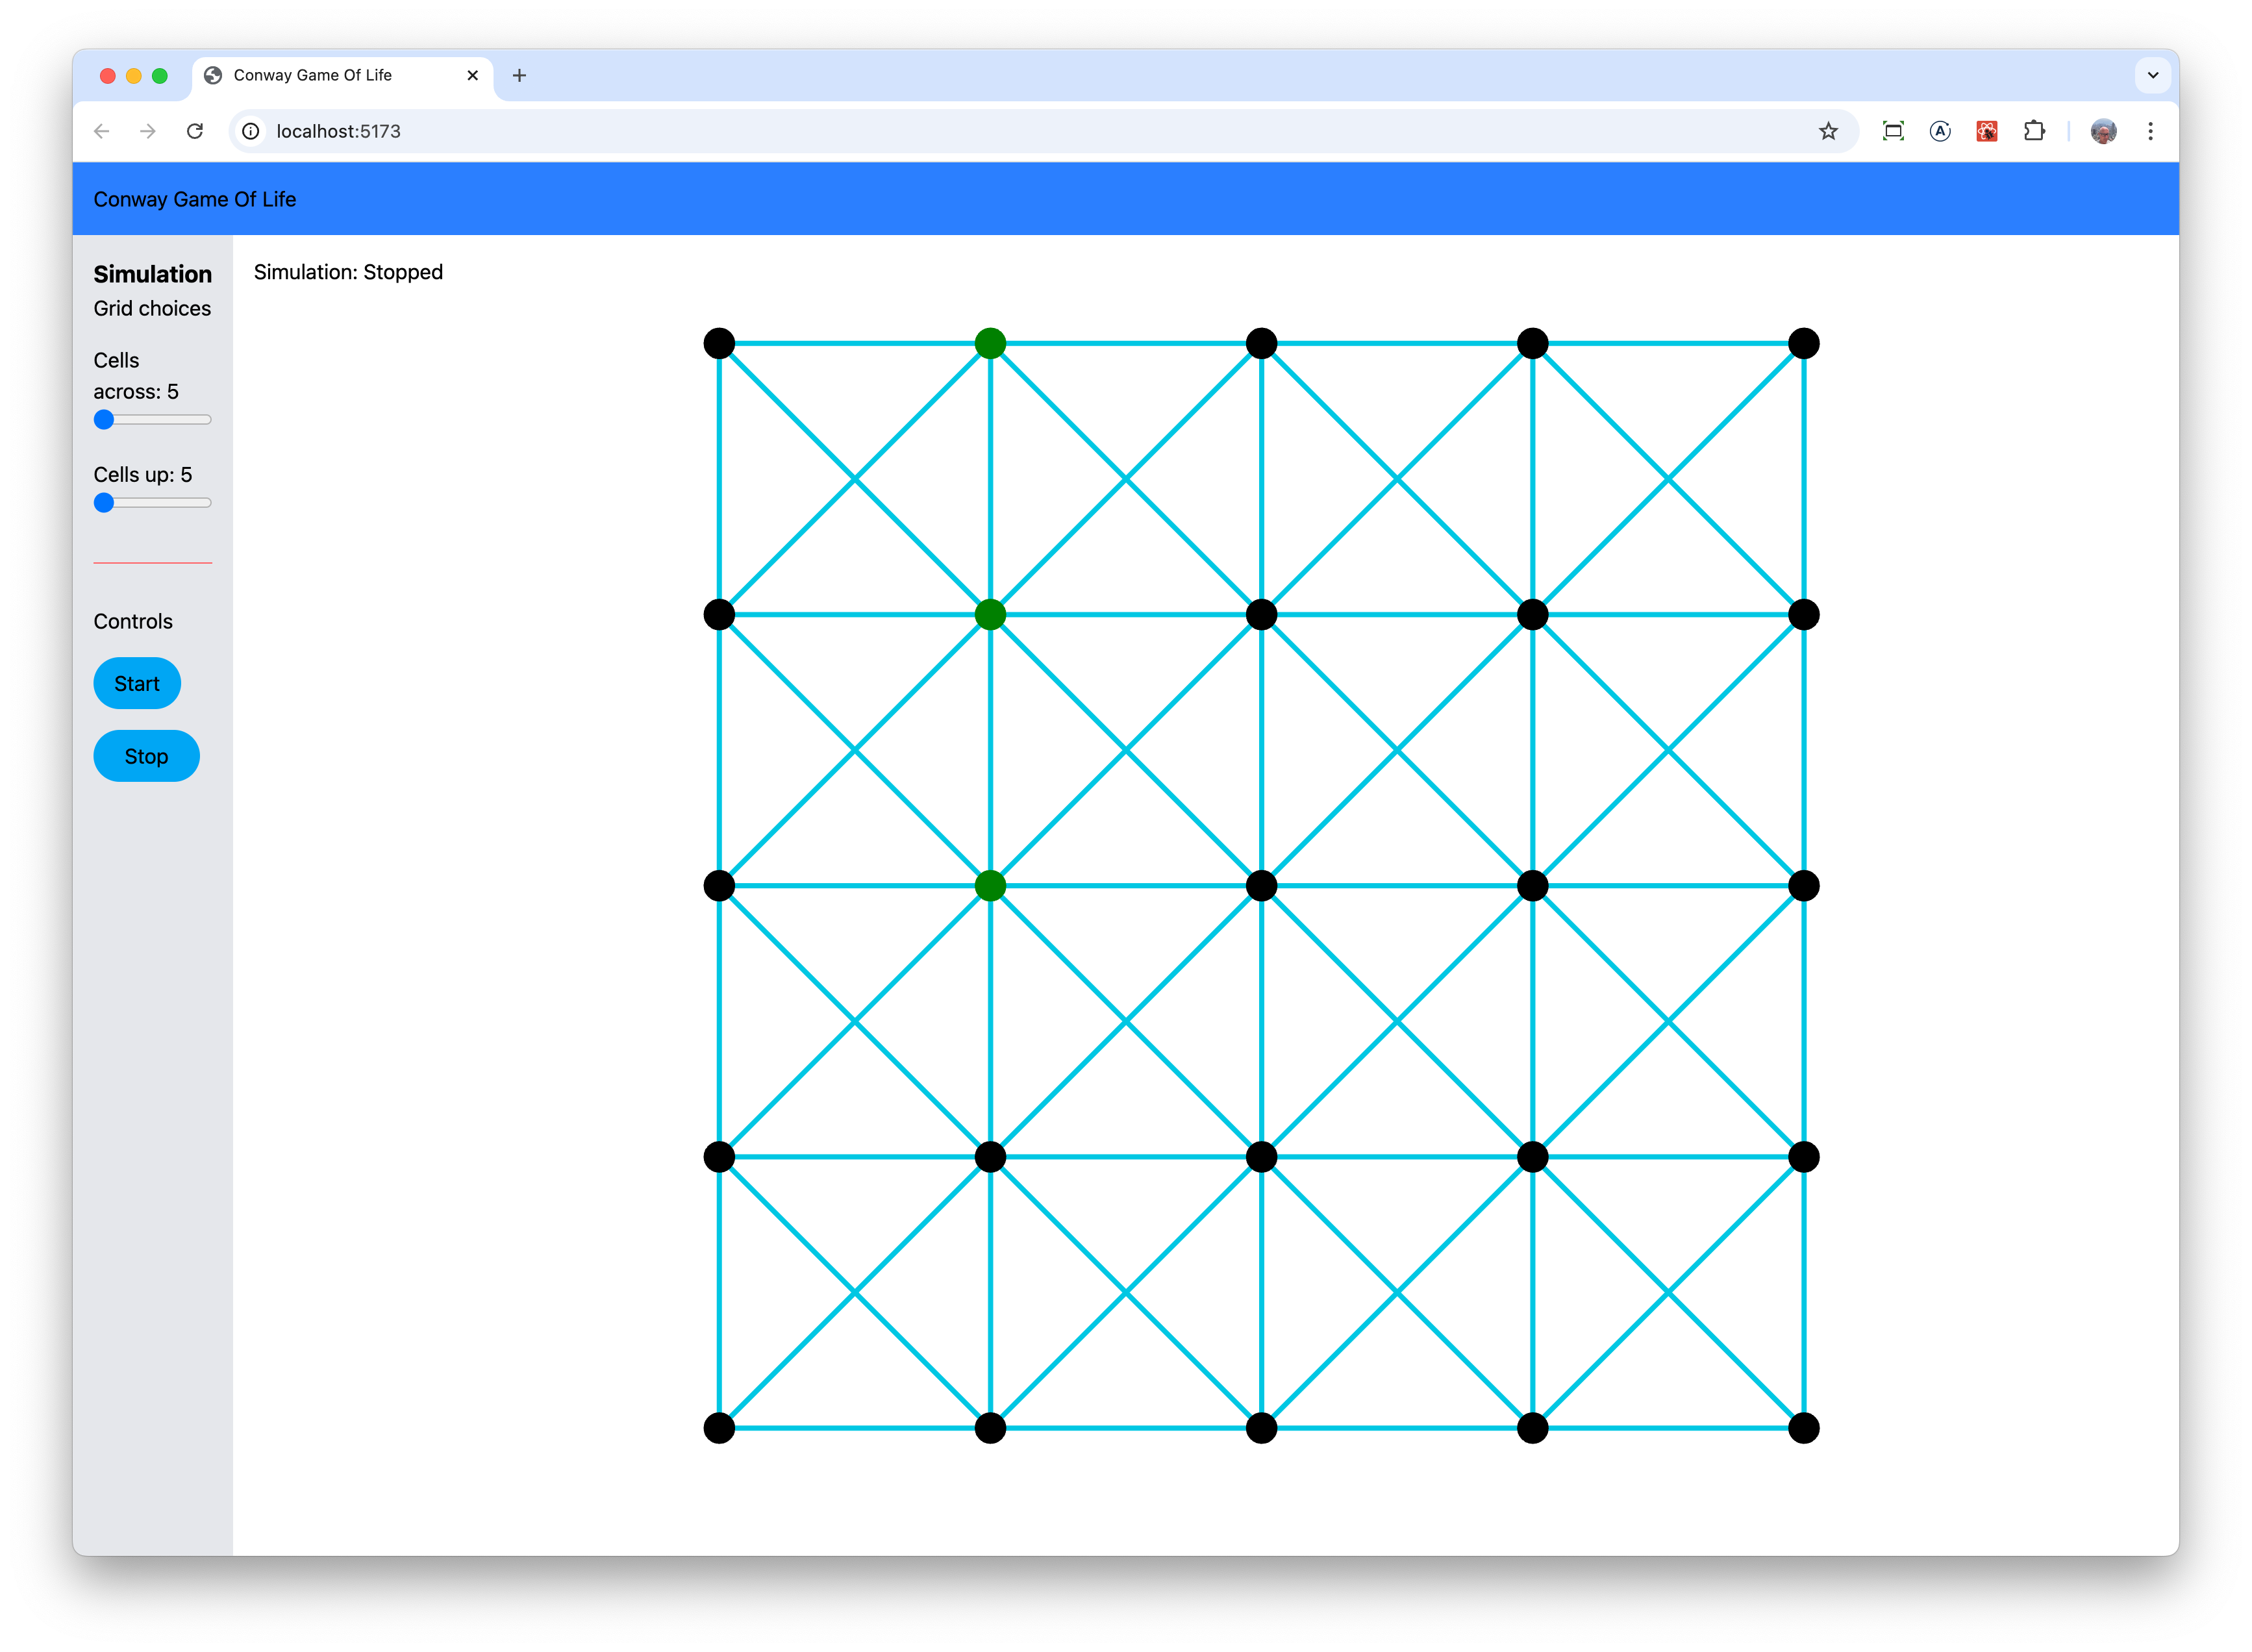 Conway Game Of Life
localhost:5173
Conway Game Of Life
Simulation
Grid choices
Cells
across: 5
Cells up: 5
Controls
Start
Stop
Simulation: Stopped